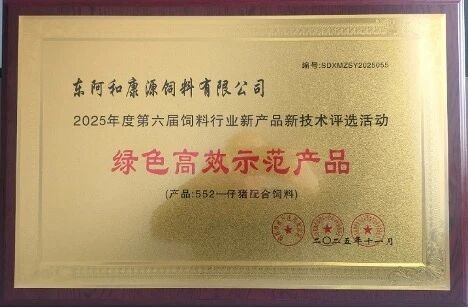 编号:SDXMZSY2025055
东阿和康源饲料有限公司
2025年度第六届饲料行业新产品新技术评选活动
绿色高效示范产品
(产品:552一仔猪配合饲料)
二〇二五年十一月